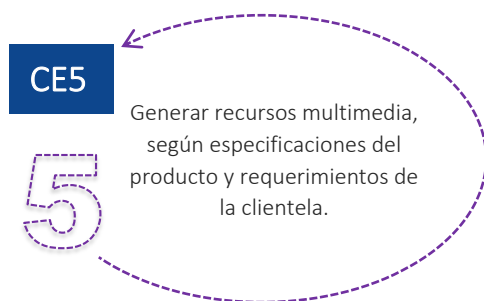 CE5
5
Generar recursos multimedia,
según especificaciones del
producto y requerimientos de
la clientela.